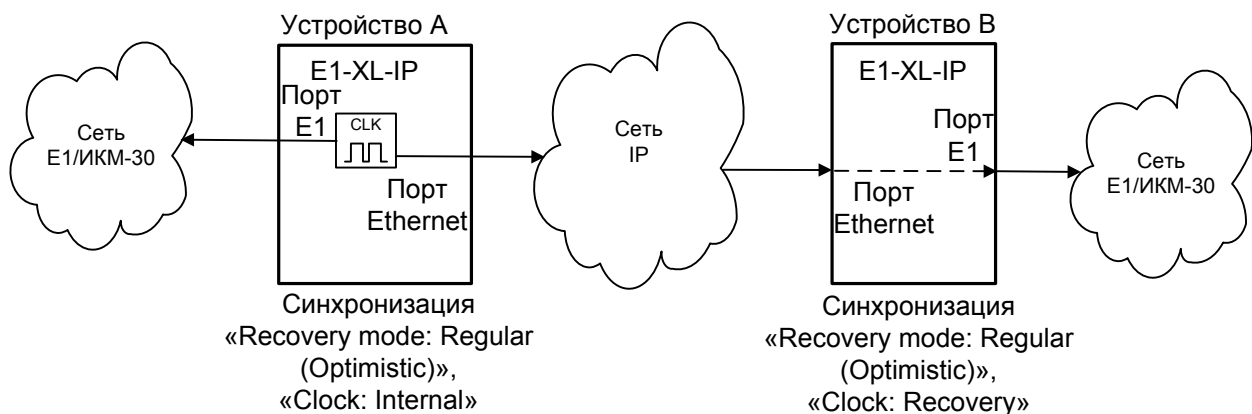 Устройство А
Устройство В
E1-XL-IP
E1-XL-IP
Порт
E1
CLK
Порт
Ethernet
Сеть
E1/ИКМ-30
Сеть
IP
Порт
E1
Порт
Ethernet
Сеть
E1/ИКМ-30
Синхронизация
«Recovery mode: Regular
(Optimistic)»,
«Clock: Internal»
Синхронизация
«Recovery mode: Regular
(Optimistic)»,
«Clock: Recovery»